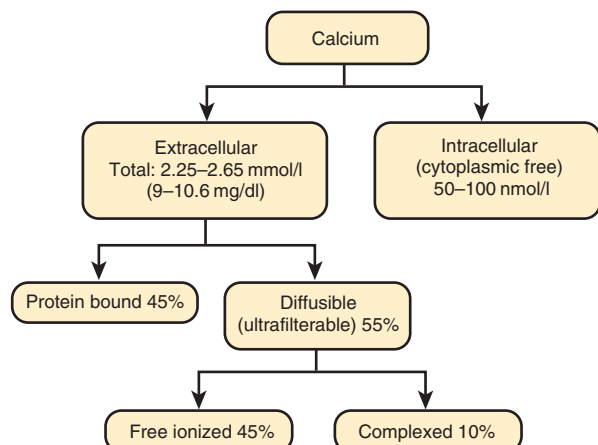 Calcium
Extracellular
Total: 2.25–2.65 mmol/l
(9–10.6 mg/dl)
Intracellular
(cytoplasmic free)
50–100 nmol/l
Protein bound 45%
Diffusible
(ultrafilterable) 55%
Free ionized 45%
Complexed 10%